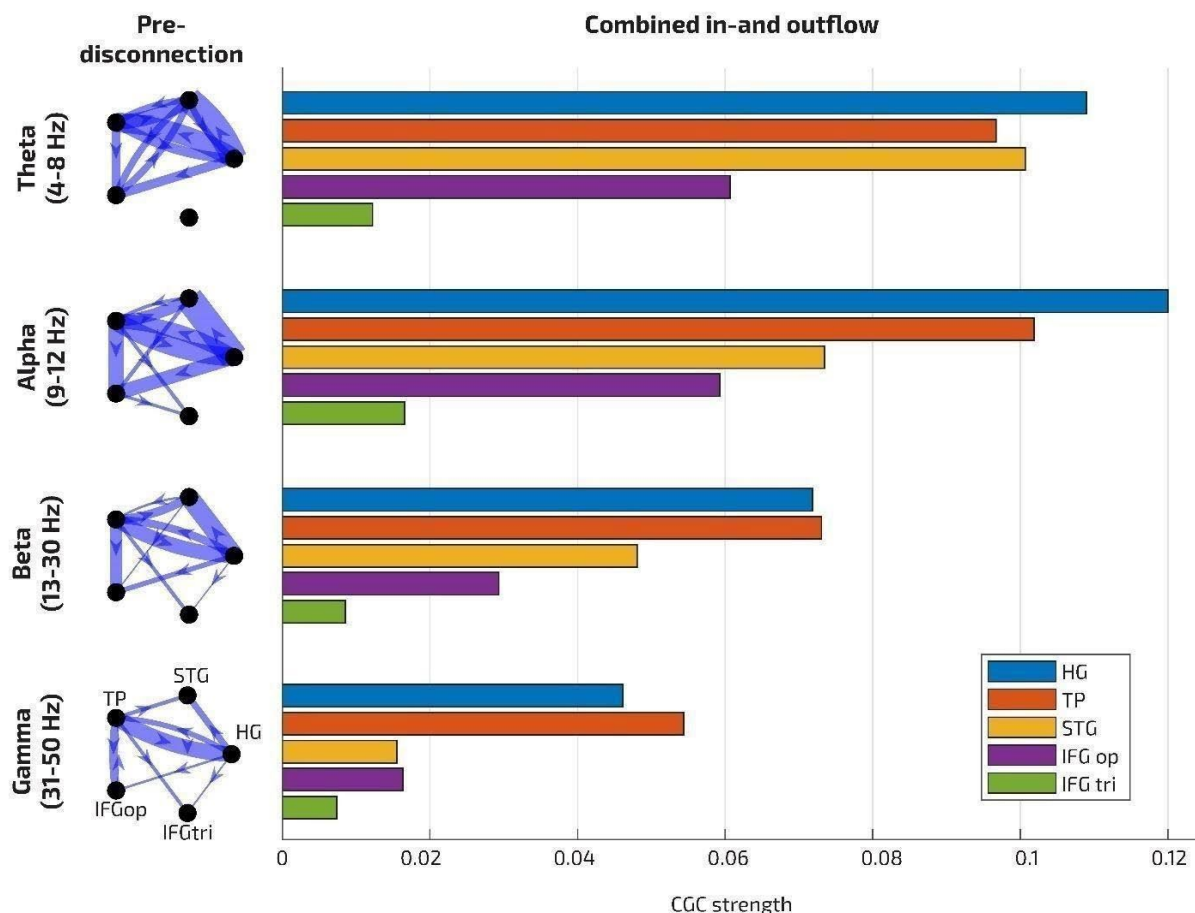 Pre-
disconnection
Combined in-and outflow
Theta
(4-8 Hz)
Alpha
(9-12 Hz)
Beta
(13-30 Hz)
Gamma
(31-50 Hz)
STG
TP
HG
IFGop
IFGtri
HG
TP
STG
IFG op
IFG tri
0 0.02 0.04 0.06 0.08 0.1 0.12
CGC strength